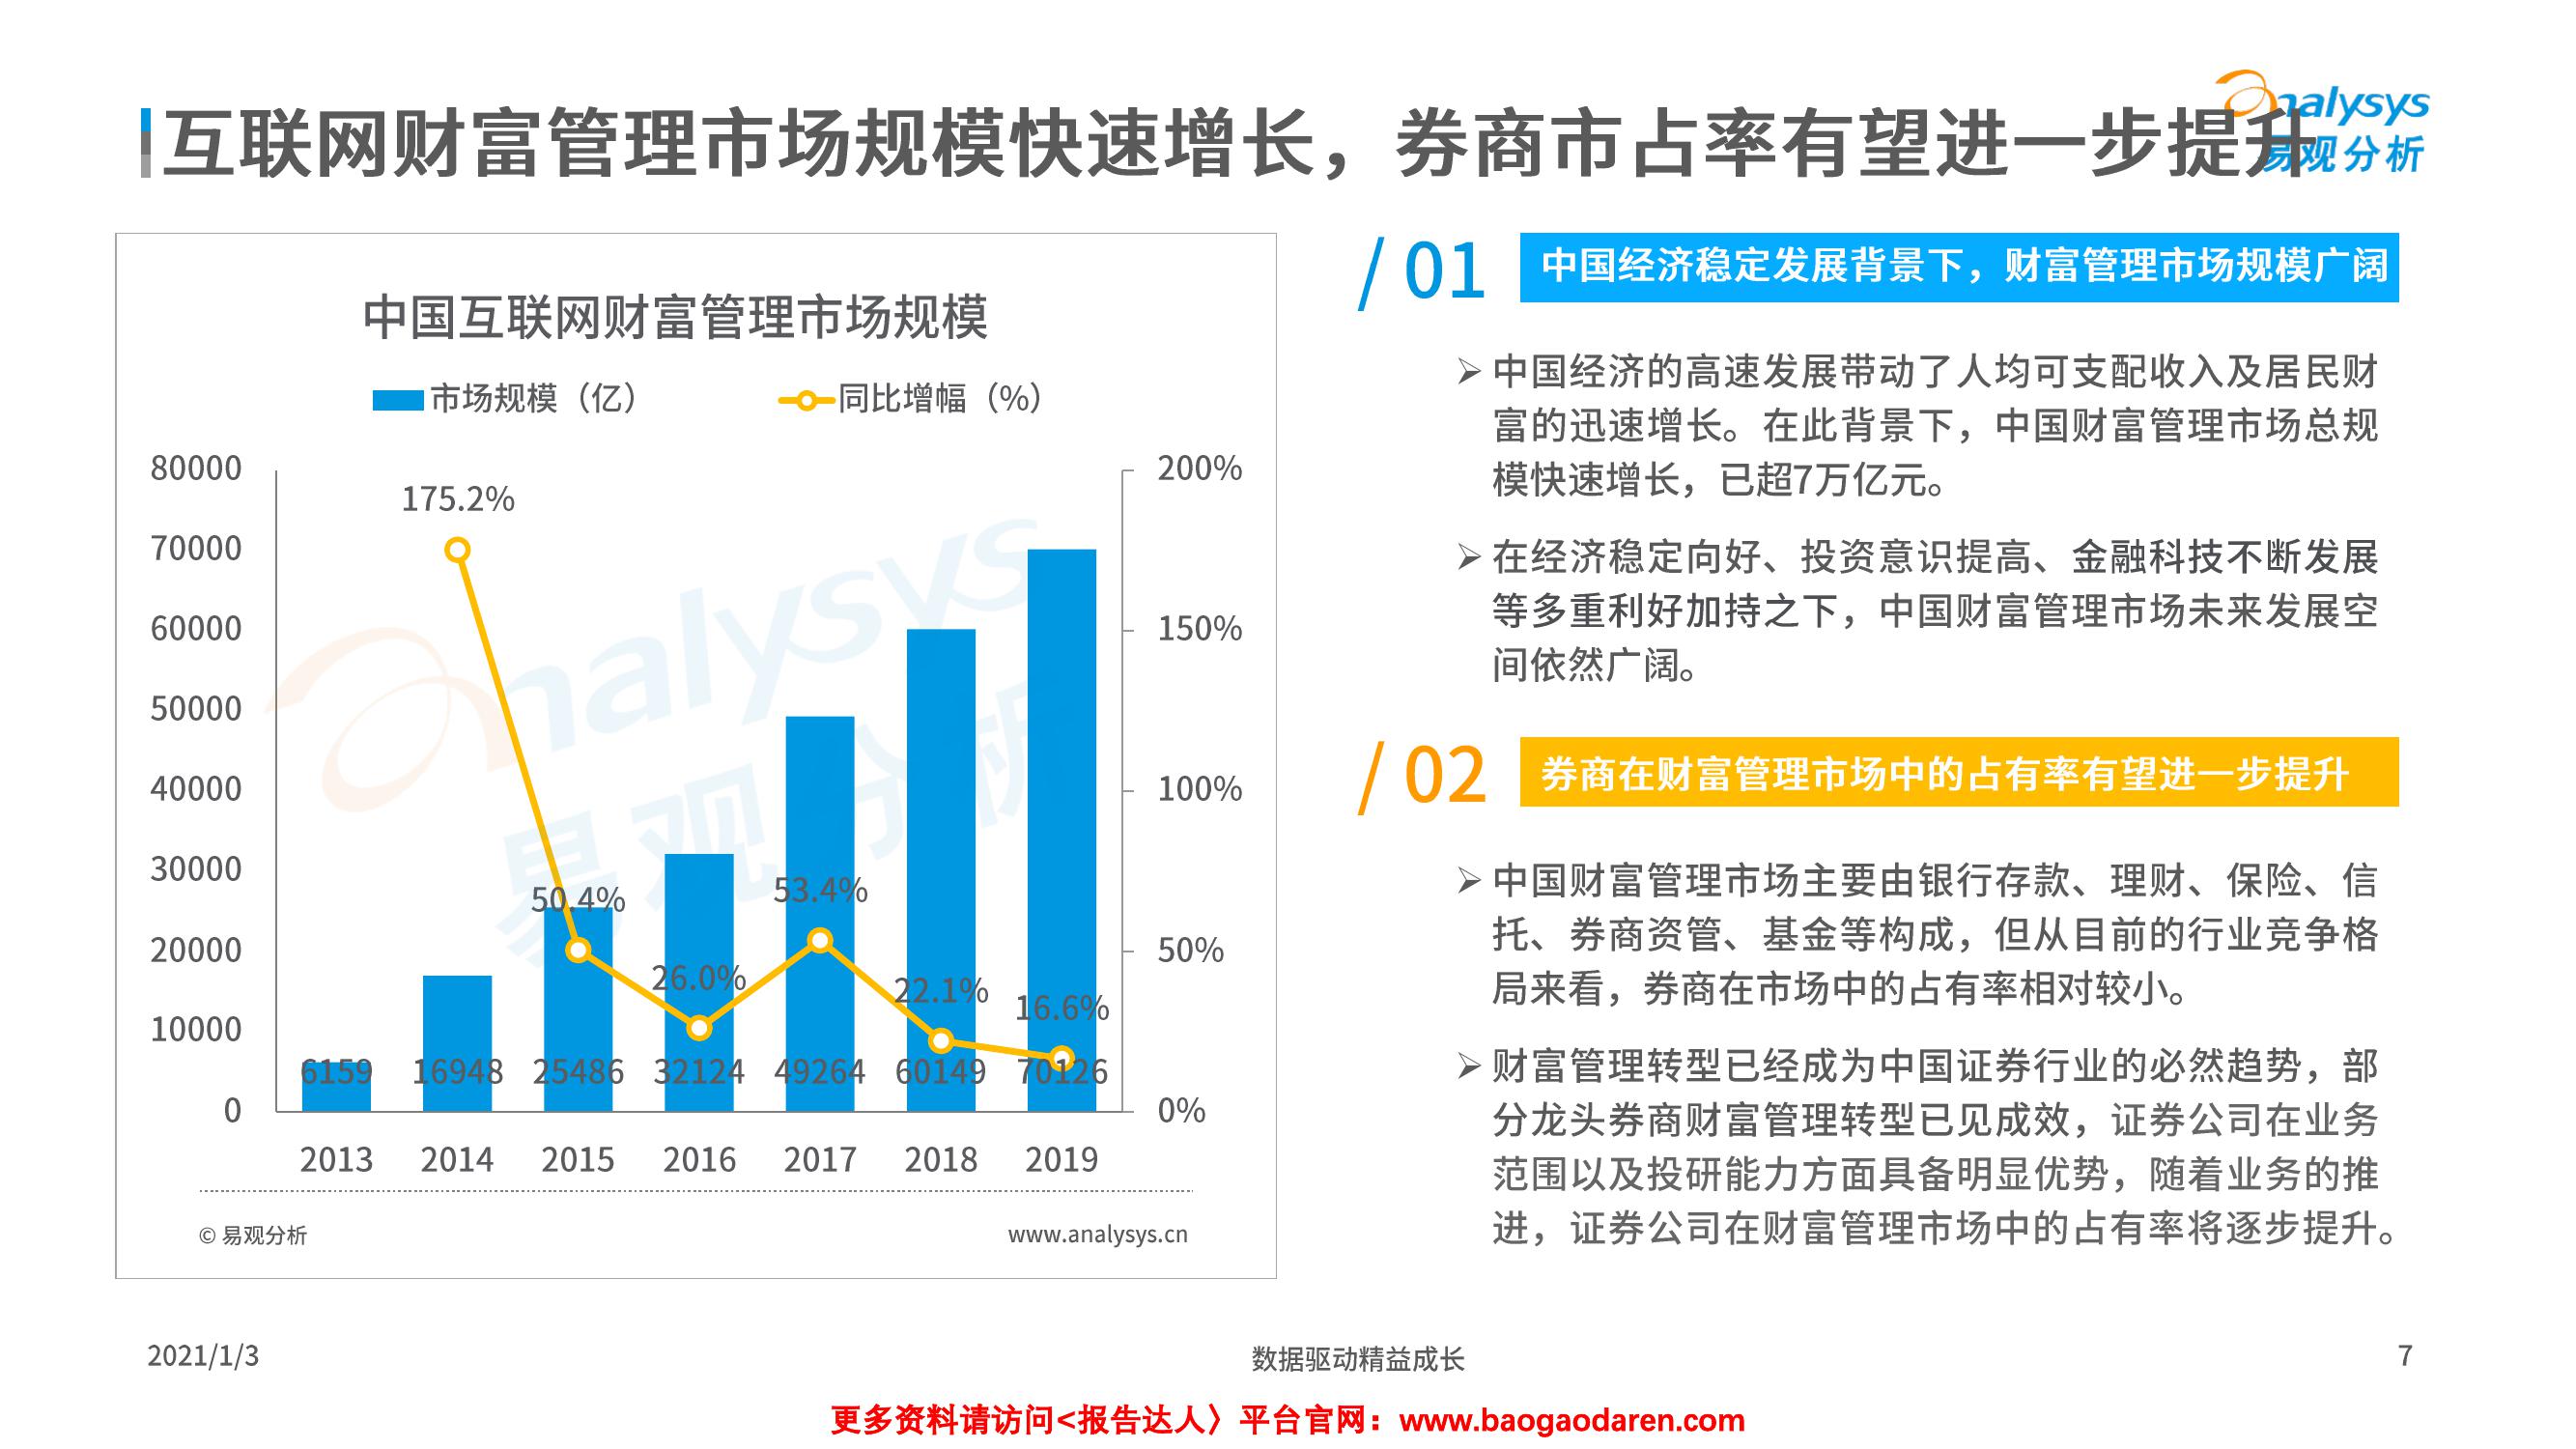 互联网财富管理市场规模快速增长，券商市占率有望进一步提升
analysys
易观分析
中国互联网财富管理市场规模
市场规模（亿） 同比增幅（%）
80000
70000
60000
50000
40000
30000
20000
10000
0
200%
150%
100%
50%
0%
175.2%
50.4%
26.0%
53.4%
22.1%
16.6%
6159 16948 25486 32124 49264 60149 70126
2013 2014 2015 2016 2017 2018 2019
analysys
易观分析
© 易观分析 www.analysys.cn
/ 01 中国经济稳定发展背景下，财富管理市场规模广阔
➢ 中国经济的高速发展带动了人均可支配收入及居民财
富的迅速增长。在此背景下，中国财富管理市场总规
模快速增长，已超7万亿元。
➢ 在经济稳定向好、投资意识提高、金融科技不断发展
等多重利好加持之下，中国财富管理市场未来发展空
间依然广阔。
/ 02 券商在财富管理市场中的占有率有望进一步提升
➢ 中国财富管理市场主要由银行存款、理财、保险、信
托、券商资管、基金等构成，但从目前的行业竞争格
局来看，券商在市场中的占有率相对较小。
➢ 财富管理转型已经成为中国证券行业的必然趋势，部
分龙头券商财富管理转型已见成效，证券公司在业务
范围以及投研能力方面具备明显优势，随着业务的推
进，证券公司在财富管理市场中的占有率将逐步提升。
2021/1/3 数据驱动精益成长 7
更多资料请访问<报告达人〉平台官网：www.baogaodaren.com